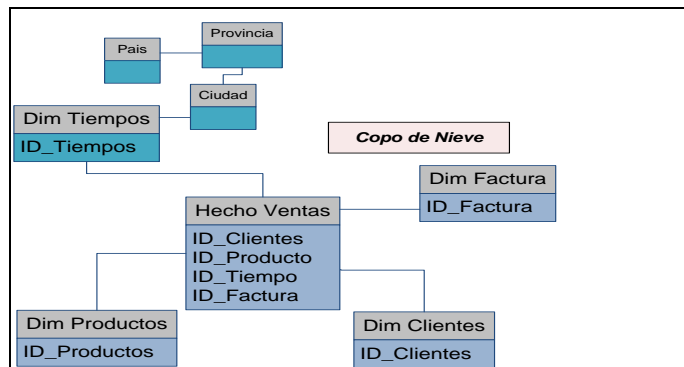 Provincia
Pais
Ciudad
Dim Tiempos
ID_Tiempos
Copo de Nieve
Dim Factura
ID_Factura
Hecho Ventas
ID_Clientes
ID_Producto
ID_Tiempo
ID_Factura
Dim Productos
ID_Productos
Dim Clientes
ID_Clientes